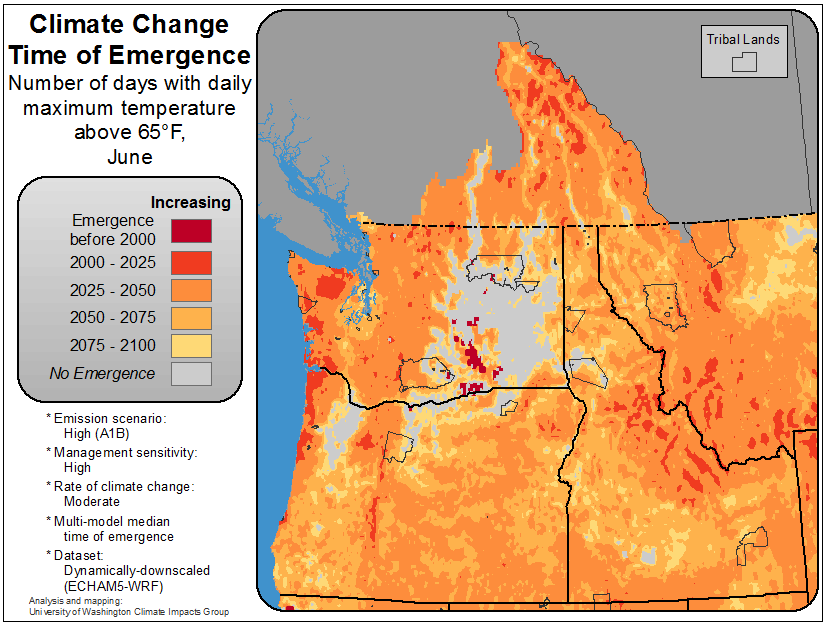 Climate Change
Time of Emergence
Number of days with daily
maximum temperature
above 65°F,
June
Increasing
Emergence
before 2000
2000 - 2025
2025 - 2050
2050 - 2075
2075 - 2100
No Emergence
* Emission scenario:
High (A1B)
* Management sensitivity:
High
* Rate of climate change:
Moderate
* Multi-model median
time of emergence
* Dataset:
Dynamically-downscaled
(ECHAM5-WRF)
Analysis and mapping:
University of Washington Climate Impacts Group
Tribal Lands